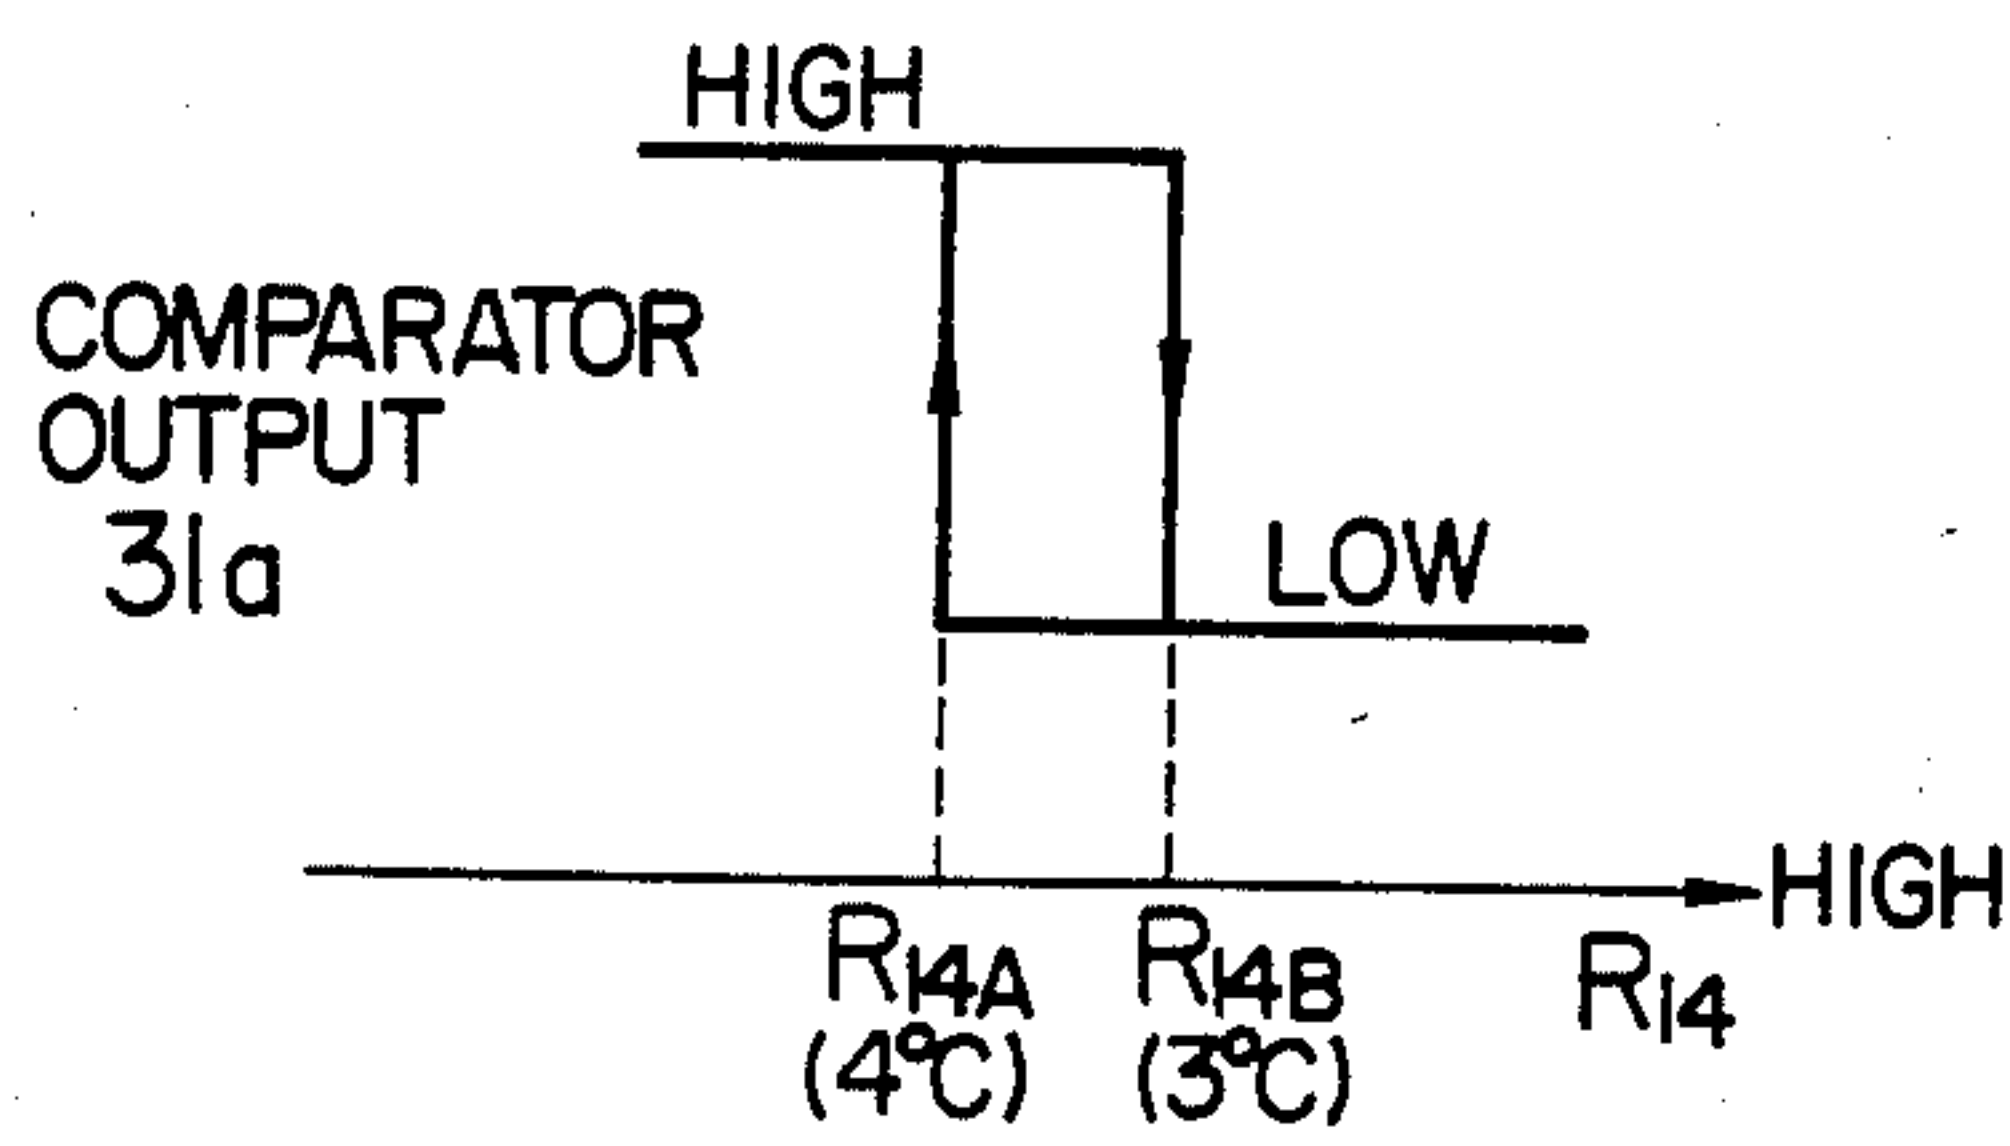 HIGH
COMPARATOR
OUTPUT
31a
LOW
HIGH
R14A
R14B
R14
(4°C)
(3°C)